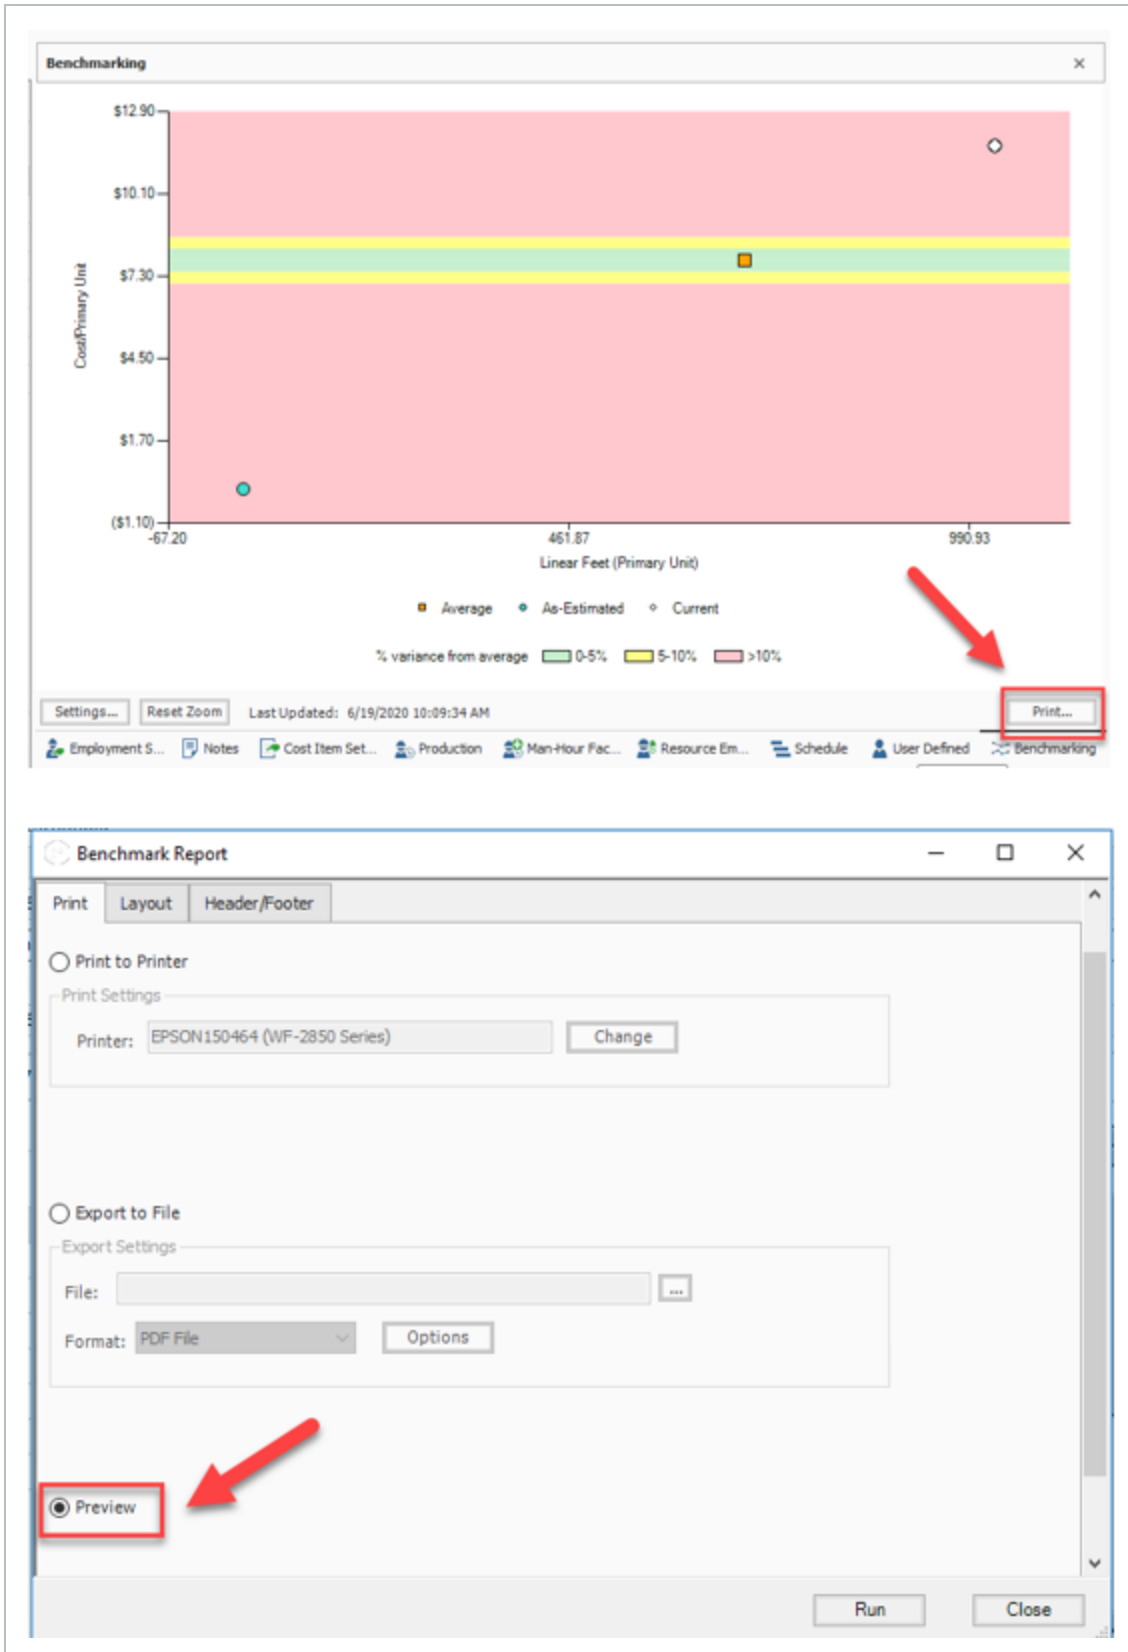 Benchmarking
$12.90
$10.10
$7.30
$4.50
$1.70
($1.10)
Cost/Primary Unit
-67.20 461.87 990.93
Linear Feet (Primary Unit)
Average As-Estimated Current
% variance from average 0-5% 5-10% >10%
Settings... Reset Zoom Last Updated: 6/19/2020 10:09:34 AM Print...
Employment S... Notes Cost Item Set... Production Man-Hour Fac... Resource Em... Schedule User Defined Benchmarking
Benchmark Report
Print Layout Header/Footer
Print to Printer
Print Settings
Printer: EPSON150464 (WF-2850 Series) Change
Export to File
Export Settings
File: ...
Format: PDF File Options
Preview
Run Close